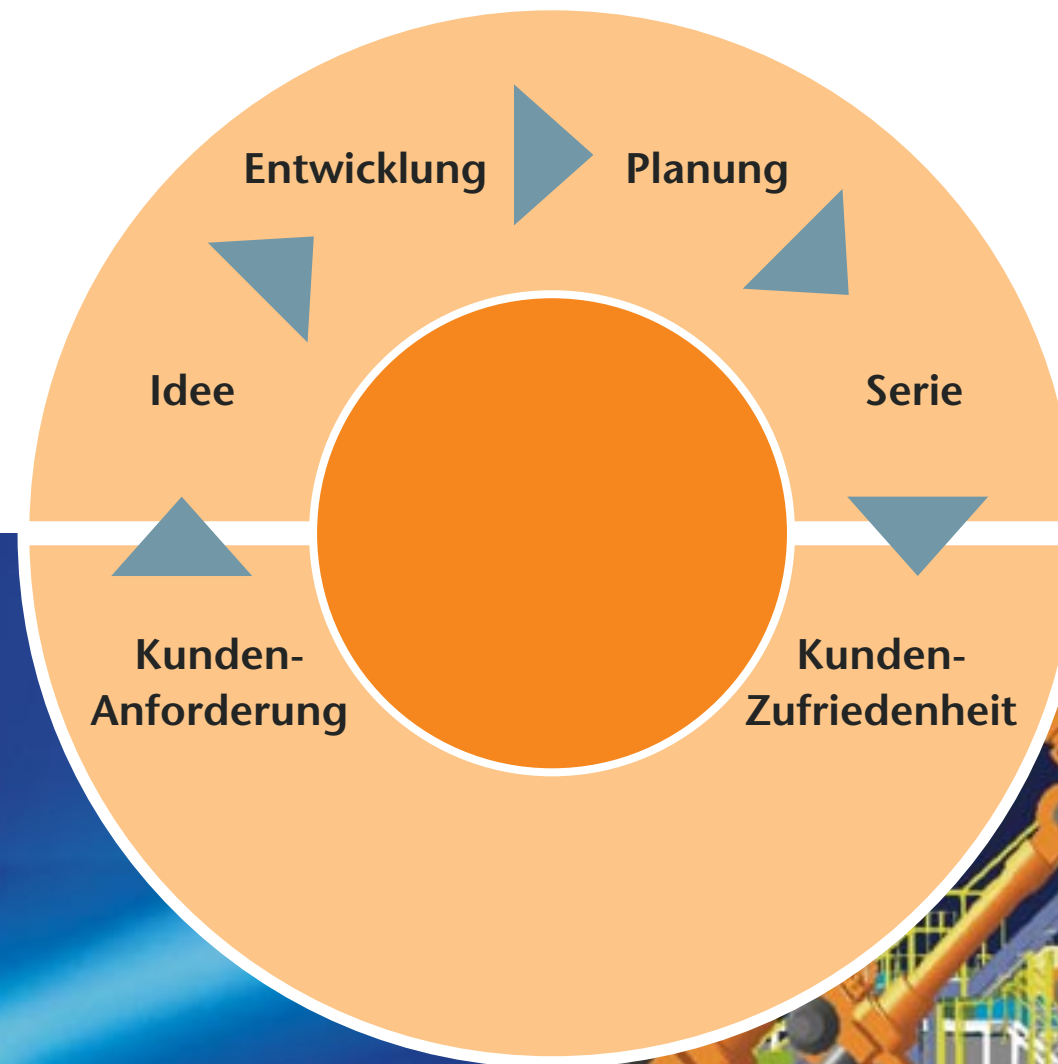 Entwicklung
Planung
Idee
Serie
Kunden-
Anforderung
Kunden-
Zufriedenheit